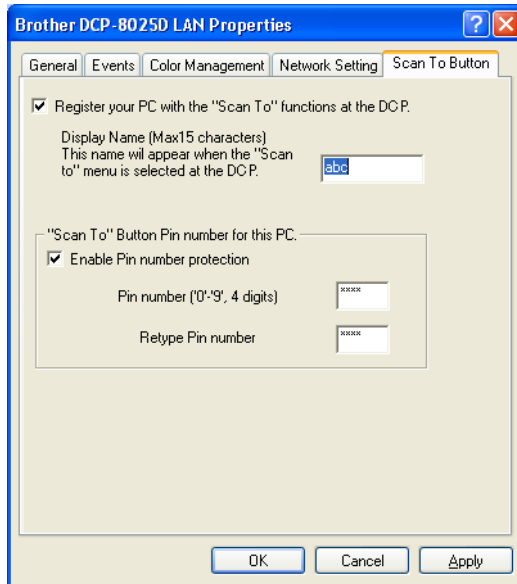 Brother DCP-8025D LAN Properties
General Events Color Management Network Setting Scan To Button
Register your PC with the "Scan To" functions at the DCP.
Display Name (Max15 characters)
This name will appear when the "Scan
to" menu is selected at the DCP.
abc
"Scan To" Button Pin number for this PC.
Enable Pin number protection
Pin number ('0'-'9', 4 digits)
****
Retype Pin number
****
OK Cancel Apply